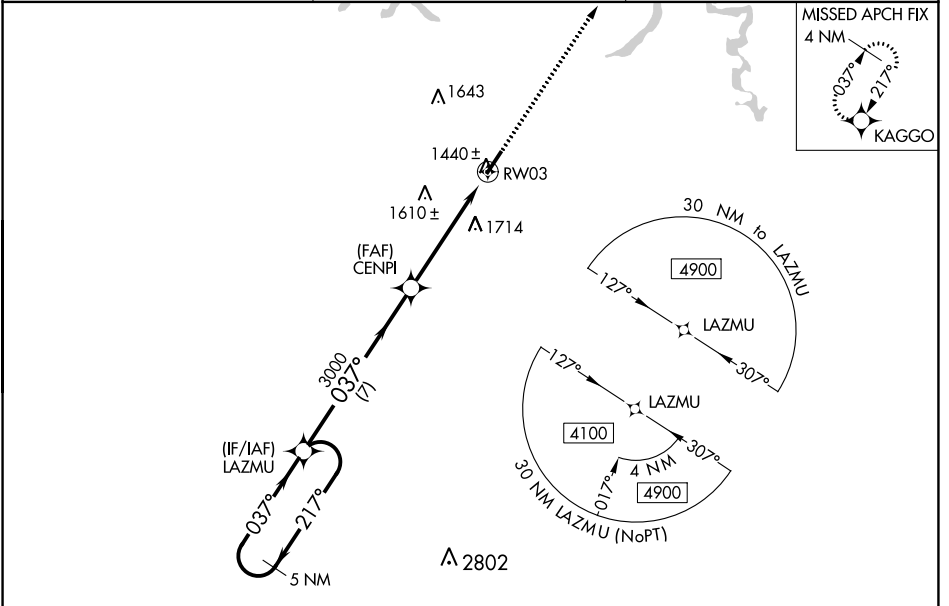 MISSED APCH FIX
4 NM
037°
217°
KAGGO
1643
1440 ±
RW03
1610 ±
1714
(FAF)
CENPI
3000
037°
(7)
(IF/IAF)
LAZMU
037°
217°
5 NM
2802
30 NM to LAZMU
4900
127°
LAZMU
307°
127°
LAZMU
4100
307°
4 NM
017°
4900
30 NM LAZMU (NoPT)